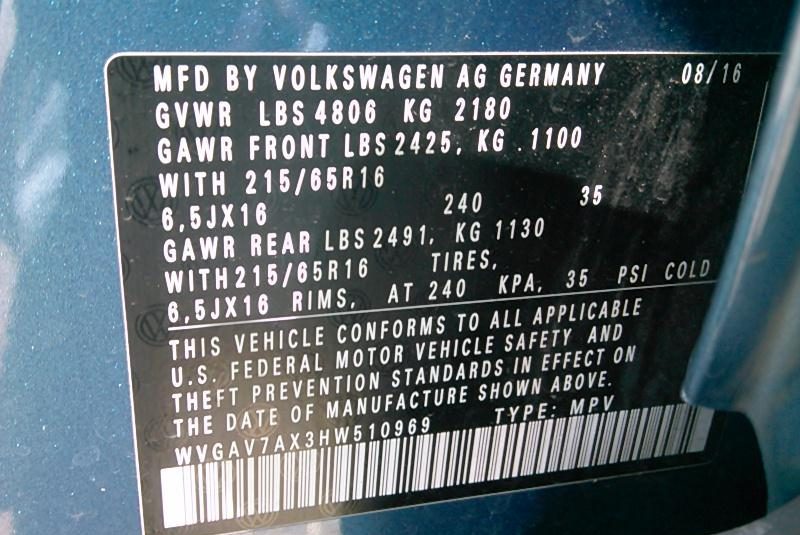 MFD BY VOLKSWAGEN AG GERMANY 08/16
GVWR LBS 4806 KG 2180
GAWR FRONT LBS 2425, KG . 1100
WITH 215/65R16
6,5JX16 240 35
GAWR REAR LBS 2491, KG 1130
WITH 215/65R16 TIRES,
6,5JX16 RIMS, AT 240 KPA, 35 PSI COLD
THIS VEHICLE CONFORMS TO ALL APPLICABLE
U.S. FEDERAL MOTOR VEHICLE SAFETY AND
THEFT PREVENTION STANDARDS IN EFFECT ON
THE DATE OF MANUFACTURE SHOWN ABOVE.
WVGAV7AX3HW510969 TYPE: MPV